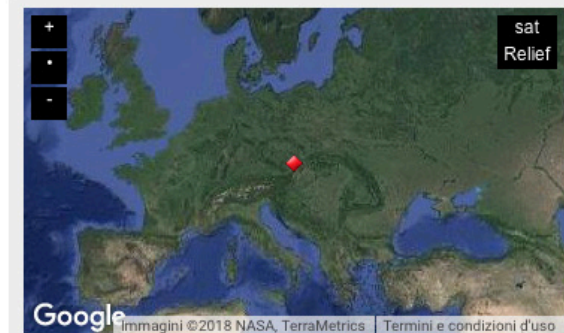 +
•
-
sat
Relief
Google
Immagini ©2018 NASA, TerraMetrics
Termini e condizioni d'uso